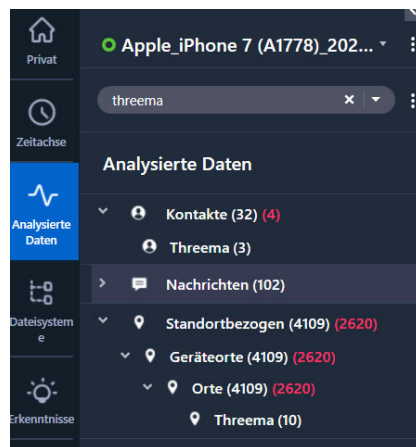 Privat
Apple_iPhone 7 (A1778)_202...
threema
Zeitachse
Analysierte Daten
Analysierte
Daten
Kontakte (32) (4)
Threema (3)
Nachrichten (102)
Dateisystem
e
Standortbezogen (4109) (2620)
Geräteorte (4109) (2620)
Orte (4109) (2620)
Erkenntnisse
Threema (10)